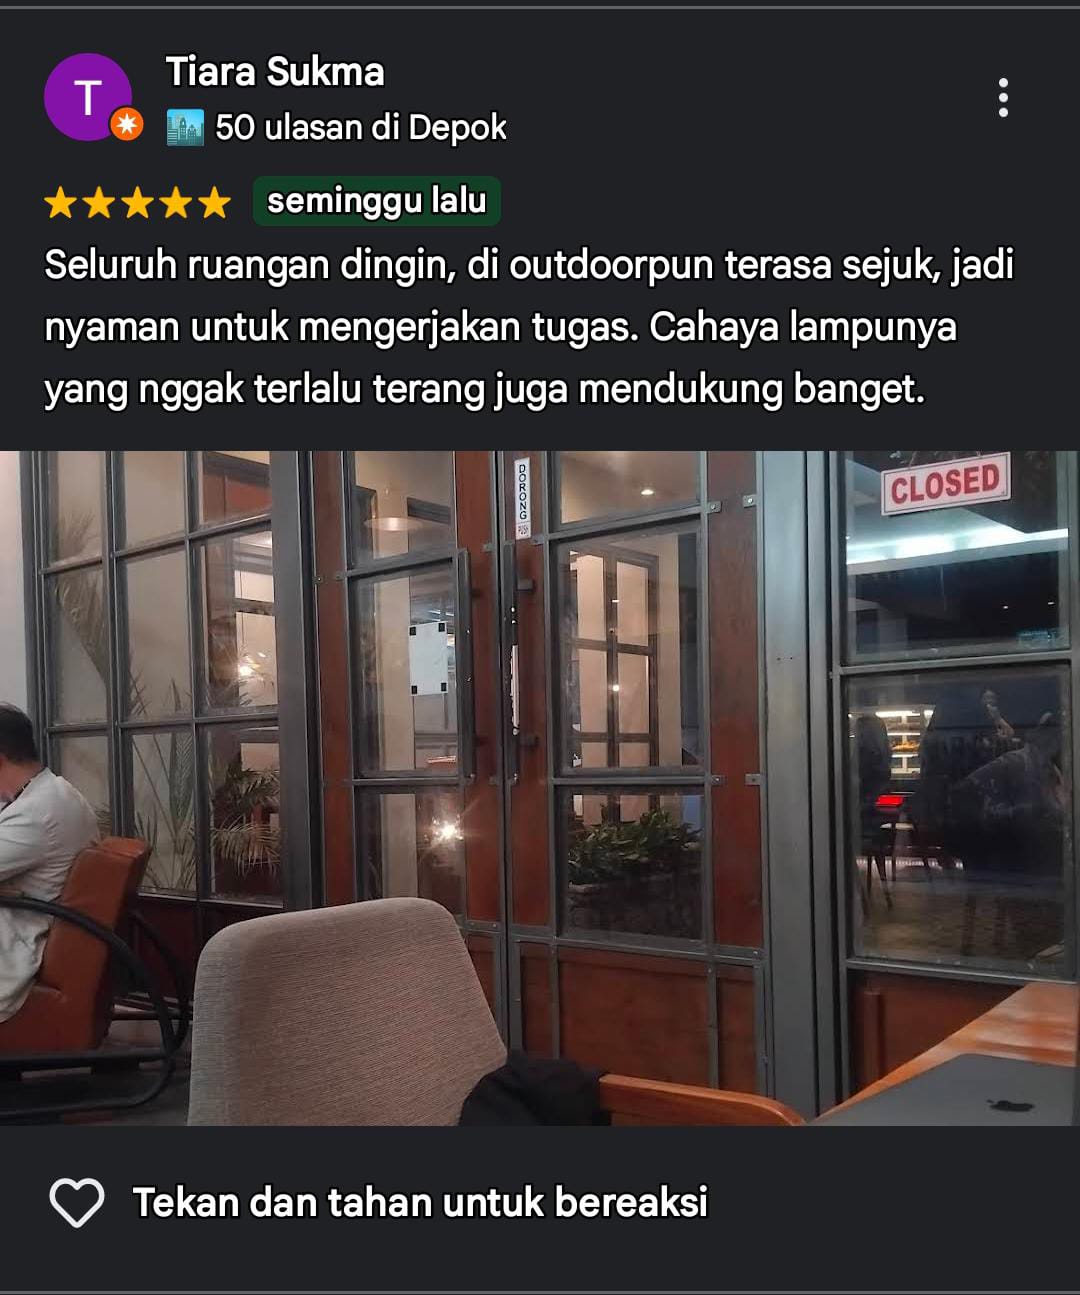 T
Tiara Sukma
50 ulasan di Depok
seminggu lalu
Seluruh ruangan dingin, di outdoorpun terasa sejuk, jadi
nyaman untuk mengerjakan tugas. Cahaya lampunya
yang nggak terlalu terang juga mendukung banget.
DORONG
PUSH
CLOSED
Tekan dan tahan untuk bereaksi